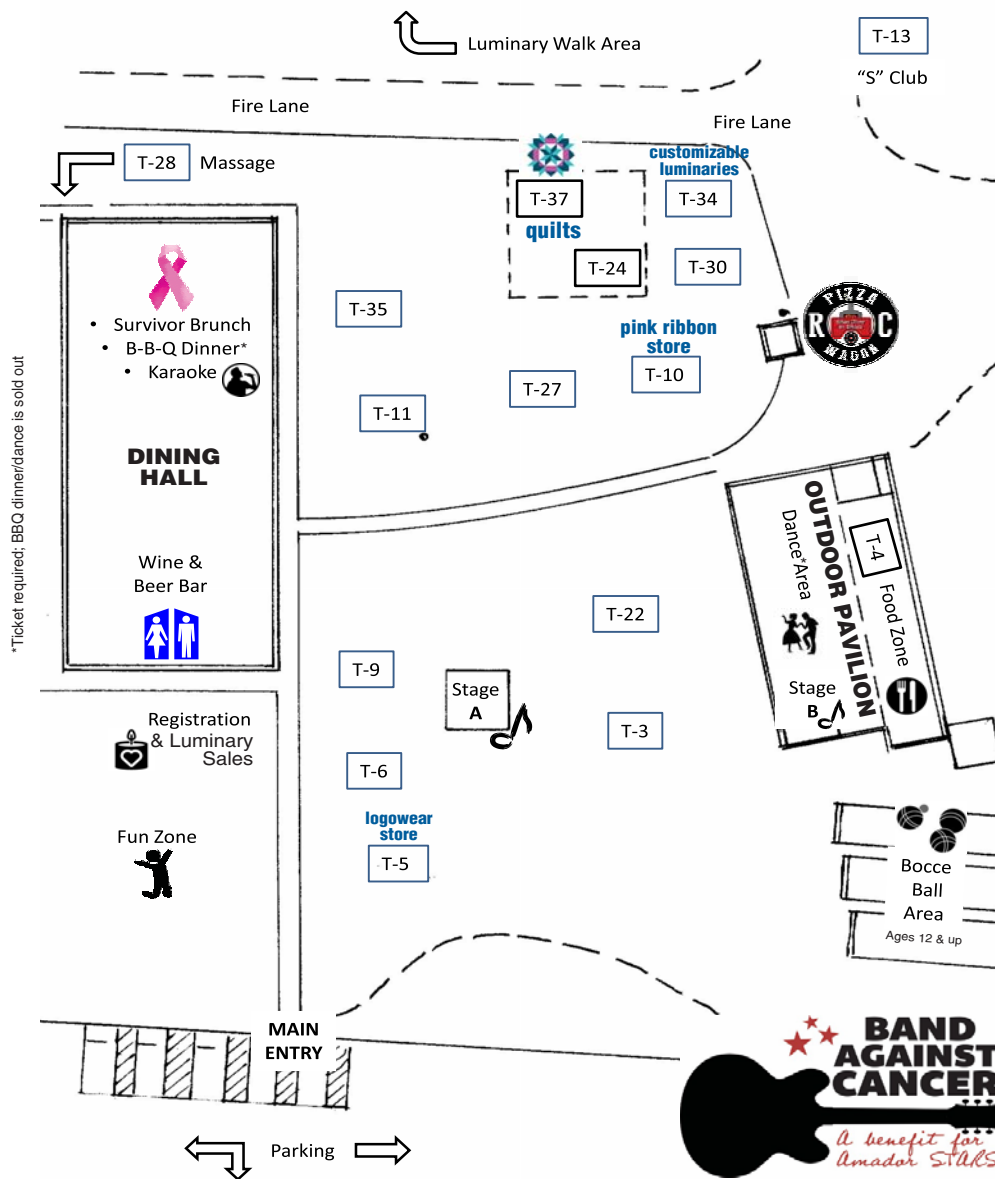 Luminary Walk Area
T-13
“S” Club
Fire Lane
Fire Lane
T-28 Massage
customizable
luminaries
T-37
quilts
T-34
T-24
T-30
T-35
• Survivor Brunch
• B-B-Q Dinner*
• Karaoke
pink ribbon
store
T-10
T-27
T-11
PIZZA
R C
WAGON
*Ticket required; BBQ dinner/dance is sold out
DINING
HALL
Wine &
Beer Bar
OUTDOOR PAVILION
Dance*Area
T-4
Food Zone
Stage
B
T-22
T-9
Stage
A
T-3
T-6
Registration
& Luminary
Sales
logowear
store
T-5
Fun Zone
Bocce
Ball
Area
Ages 12 & up
MAIN
ENTRY
Parking
BAND
AGAINST
CANCER
A benefit for
Amador STARS